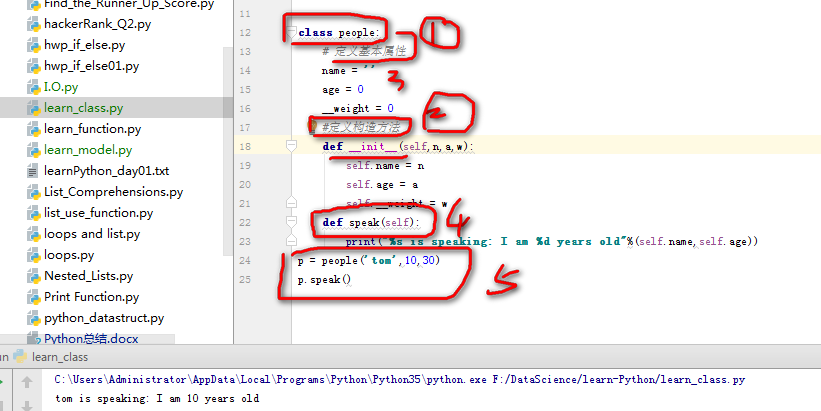 Find_the_Runner_Up_Score.py
hackerRank_Q2.py
hwp_if_else.py
hwp_if_else01.py
I.O.py
learn_class.py
learn_function.py
learn_model.py
learnPython_day01.txt
List_Comprehensions.py
list_use_function.py
loops and list.py
loops.py
Nested_Lists.py
Print Function.py
python_datastruct.py
Python总结.docx
11
12 class people: 1
13 # 定义基本属性
14 name = '' 3
15 age = 0
16 __weight = 0 2
17 #定义构造方法
18 def __init__(self,n,a,w):
19 self.name = n
20 self.age = a
21 self.__weight = w
22 def speak(self): 4
23 print("%s is speaking: I am %d years old"%(self.name,self.age))
24 p = people('tom',10,30)
25 p.speak() 5
un learn_class
C:\Users\Administrator\AppData\Local\Programs\Python\Python35\python.exe F:/DataScience/learn-Python/learn_class.py
tom is speaking: I am 10 years old